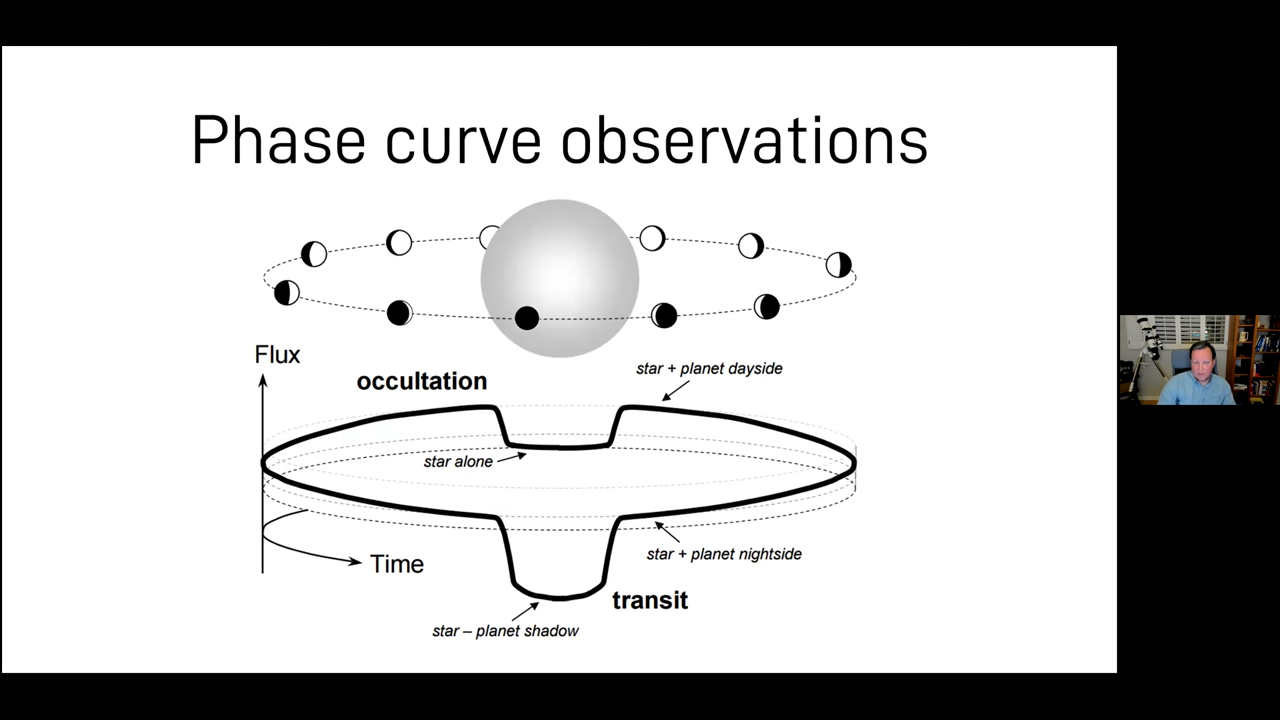 Phase curve observations
Flux
occultation
star + planet dayside
star alone
star + planet nightside
Time
transit
star – planet shadow